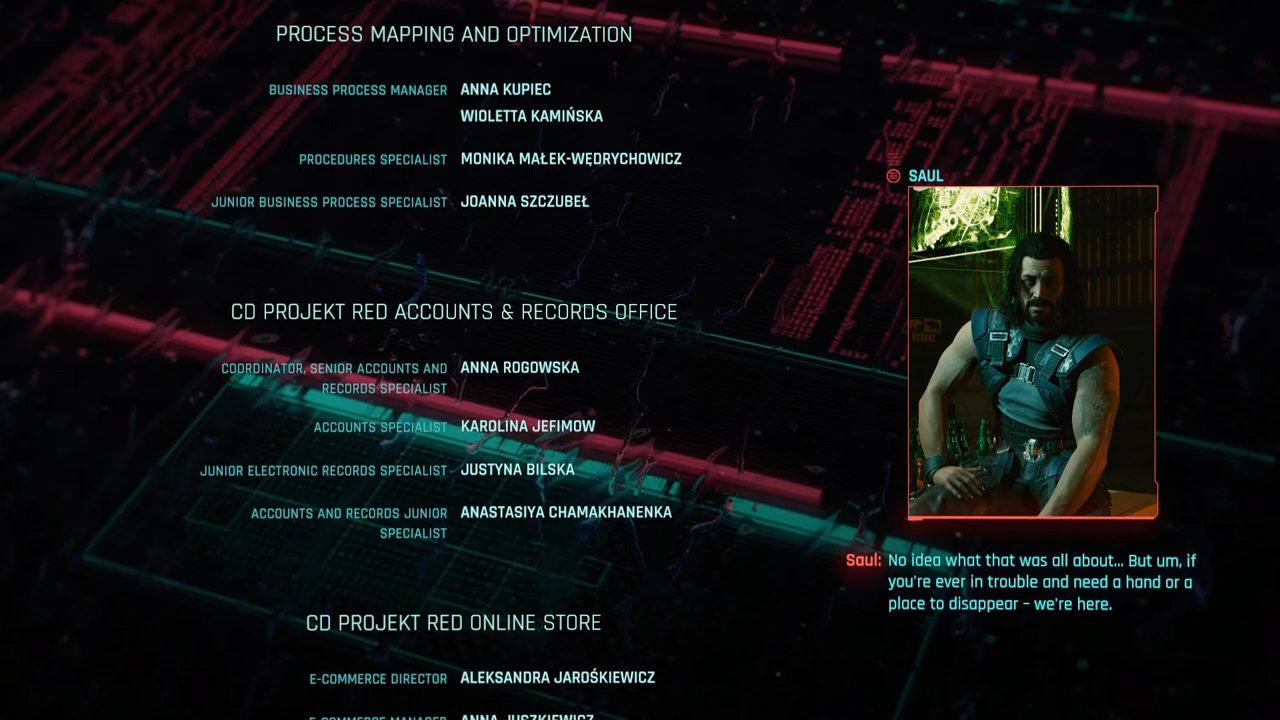 PROCESS MAPPING AND OPTIMIZATION
BUSINESS PROCESS MANAGER ANNA KUPIEC
WIOLETTA KAMIŃSKA
PROCEDURES SPECIALIST MONIKA MAŁEK-WĘDRYCHOWICZ
JUNIOR BUSINESS PROCESS SPECIALIST JOANNA SZCZUBEŁ
CD PROJEKT RED ACCOUNTS & RECORDS OFFICE
COORDINATOR, SENIOR ACCOUNTS AND ANNA ROGOWSKA
RECORDS SPECIALIST
ACCOUNTS SPECIALIST KAROLINA JEFIMOW
JUNIOR ELECTRONIC RECORDS SPECIALIST JUSTYNA BILSKA
ACCOUNTS AND RECORDS JUNIOR ANASTASIYA CHAMAKHANENKA
SPECIALIST
CD PROJEKT RED ONLINE STORE
E-COMMERCE DIRECTOR ALEKSANDRA JAROŚKIEWICZ
E-COMMERCE MANAGER ANNA JUSZKIEWICZ
SAUL
Saul: No idea what that was all about... But um, if
you're ever in trouble and need a hand or a
place to disappear – we're here.